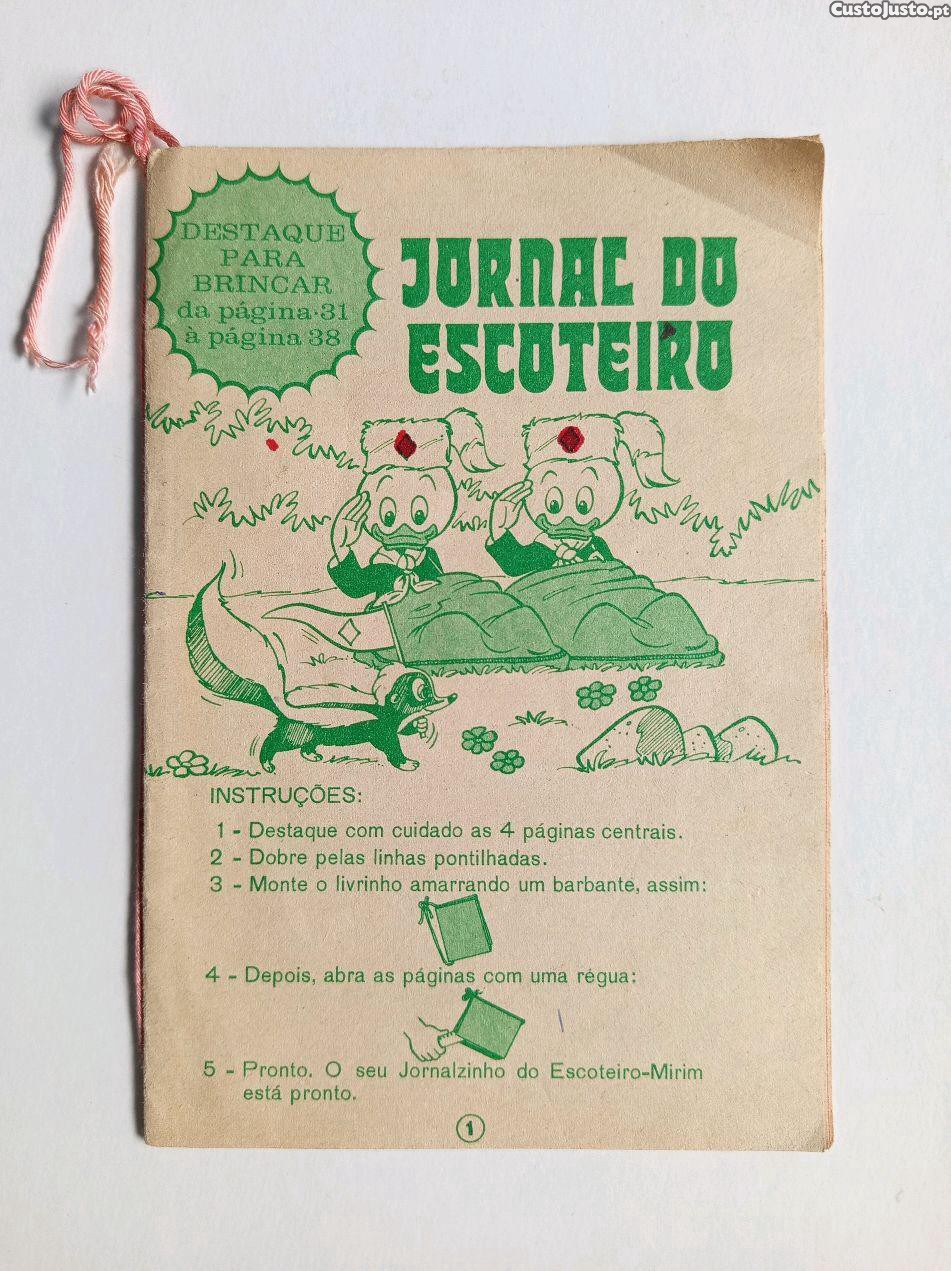 CustoJusto.pt
DESTAQUE
PARA
BRINCAR
da página·31
à página 38
JORNAL DO
ESCOTEIRO
INSTRUÇÕES:
1 - Destaque com cuidado as 4 páginas centrais.
2 - Dobre pelas linhas pontilhadas.
3 - Monte o livrinho amarrando um barbante, assim:
4 - Depois, abra as páginas com uma régua:
5 - Pronto. O seu Jornalzinho do Escoteiro-Mirim
está pronto.
1